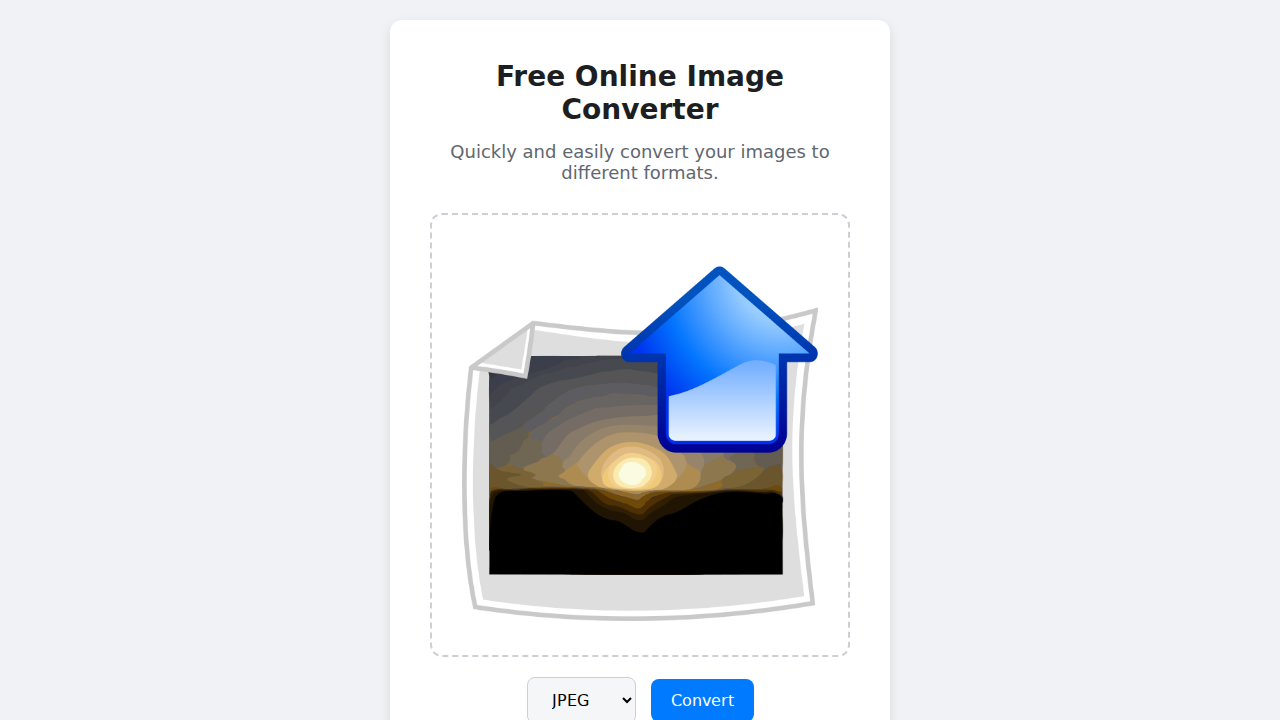 Free Online Image
Converter
Quickly and easily convert your images to
different formats.
JPEG
Convert